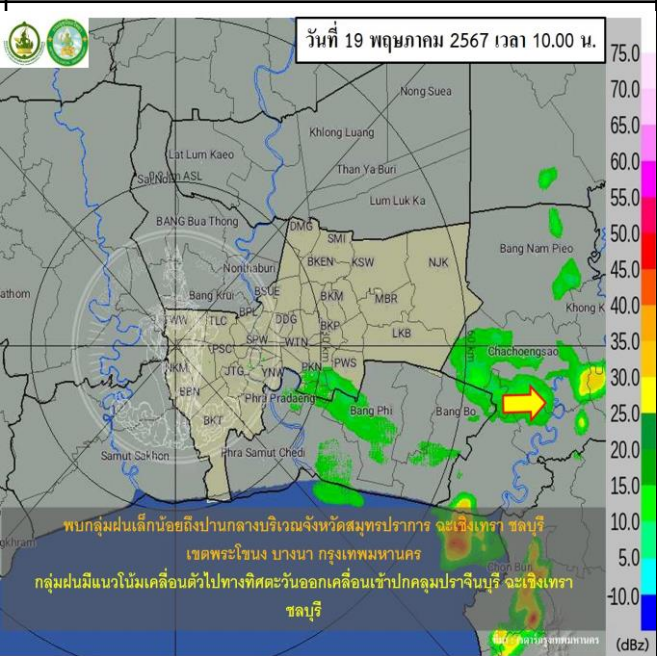 วันที่ 19 พฤษภาคม 2567 เวลา 10.00 น.
75.0
70.0
65.0
60.0
55.0
50.0
45.0
40.0
35.0
30.0
25.0
20.0
15.0
10.0
5.0
-10.0
(dBz)
Nong Suea
Khlong Luang
Lat Lum Kaeo
Than Ya Buri
km ASL
Lum Luk Ka
BANG Bua Thong
DMG
SMI
Bang Nam Pieo
BKEN
KSW
NJK
Nonthaburi
athom
Bang Krui
BSUE
BKM
MBR
Khong K
BPL
TWW
TLC
DDG
BKP
LKB
PSC
SPW
WTN
Chachoengsao
60 km
NKM
JTG
YNW
PKN
PWS
BBN
Phra Pradaeng
Bang Phi
Bang Bo
BKT
Samut Sakhon
Phra Samut Chedi
พบกลุ่มฝนเล็กน้อยถึงปานกลางบริเวณจังหวัดสมุทรปราการ ฉะเชิงเทรา ชลบุรี
เขตพระโขนง บางนา กรุงเทพมหานคร
gkhram
Chon Buri
กลุ่มฝนมีแนวโน้มเคลื่อนตัวไปทางทิศตะวันออกเคลื่อนเข้าปกคลุมปราจีนบุรี ฉะเชิงเทรา
ชลบุรี